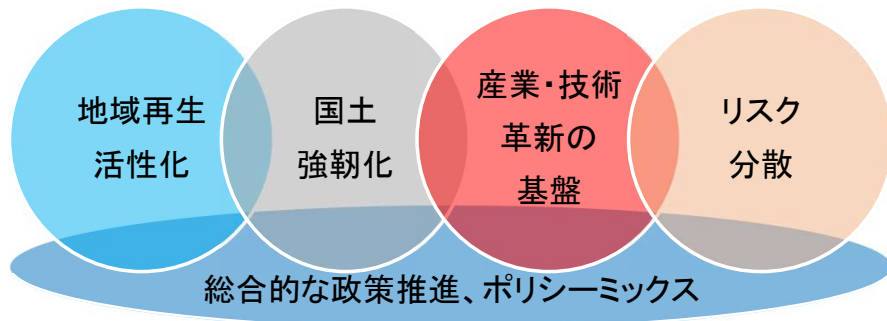 地域再生
活性化
国土
強靭化
産業・技術
革新の
基盤
リスク
分散
総合的な政策推進、ポリシーミックス